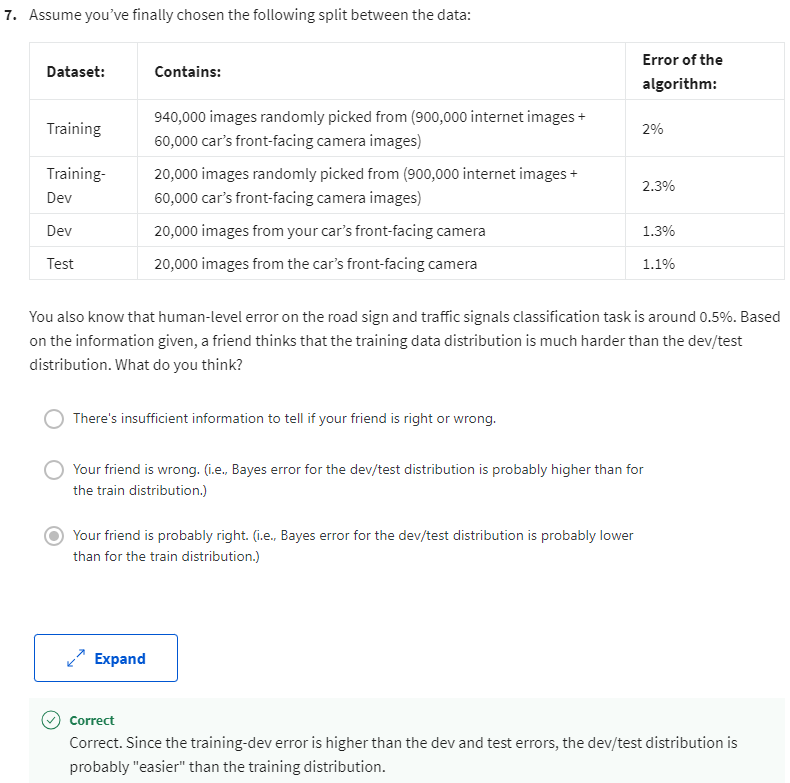 7. Assume you’ve finally chosen the following split between the data:
Dataset: Contains: Error of the algorithm:
Training 940,000 images randomly picked from (900,000 internet images +
60,000 car’s front-facing camera images) 2%
Training-Dev 20,000 images randomly picked from (900,000 internet images +
60,000 car’s front-facing camera images) 2.3%
Dev 20,000 images from your car’s front-facing camera 1.3%
Test 20,000 images from the car’s front-facing camera 1.1%
You also know that human-level error on the road sign and traffic signals classification task is around 0.5%. Based
on the information given, a friend thinks that the training data distribution is much harder than the dev/test
distribution. What do you think?
There's insufficient information to tell if your friend is right or wrong.
Your friend is wrong. (i.e., Bayes error for the dev/test distribution is probably higher than for
the train distribution.)
Your friend is probably right. (i.e., Bayes error for the dev/test distribution is probably lower
than for the train distribution.)
Expand
Correct
Correct. Since the training-dev error is higher than the dev and test errors, the dev/test distribution is
probably "easier" than the training distribution.